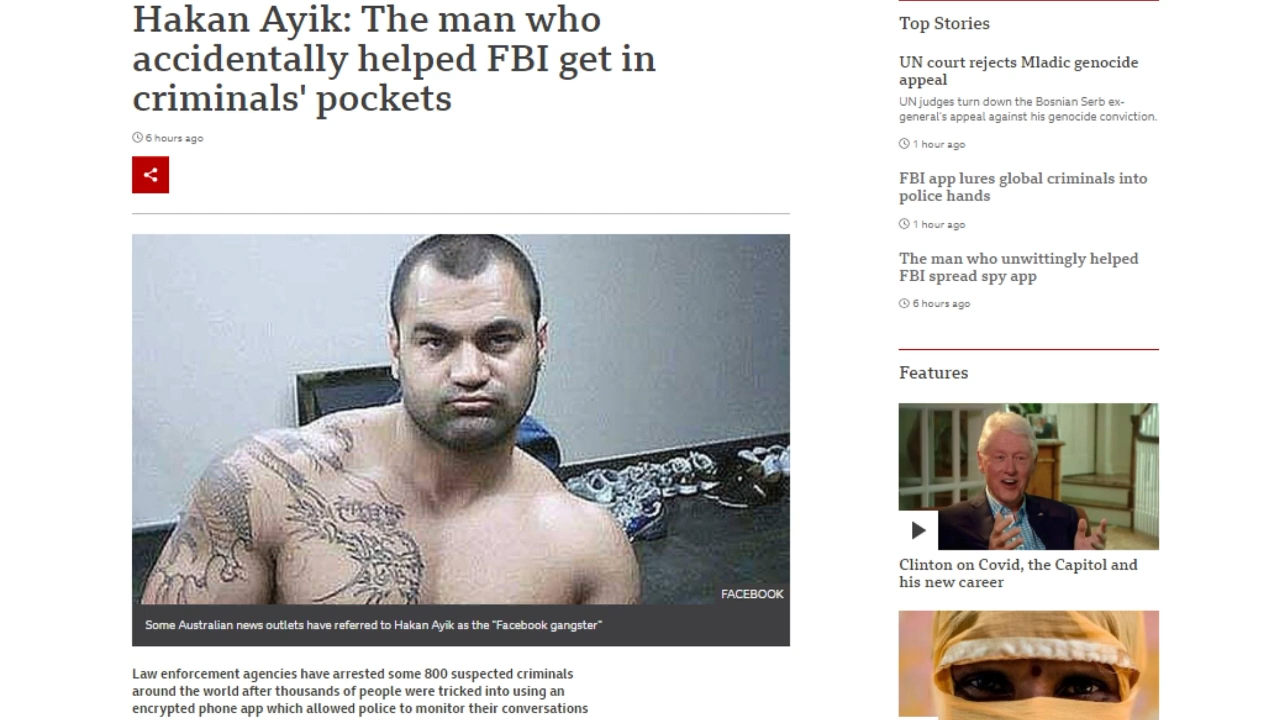 Hakan Ayik: The man who
accidentally helped FBI get in
criminals' pockets
6 hours ago
FACEBOOK
Some Australian news outlets have referred to Hakan Ayik as the "Facebook gangster"
Law enforcement agencies have arrested some 800 suspected criminals
around the world after thousands of people were tricked into using an
encrypted phone app which allowed police to monitor their conversations
Top Stories
UN court rejects Mladic genocide
appeal
UN judges turn down the Bosnian Serb ex-
general's appeal against his genocide conviction.
1 hour ago
FBI app lures global criminals into
police hands
1 hour ago
The man who unwittingly helped
FBI spread spy app
6 hours ago
Features
Clinton on Covid, the Capitol and
his new career